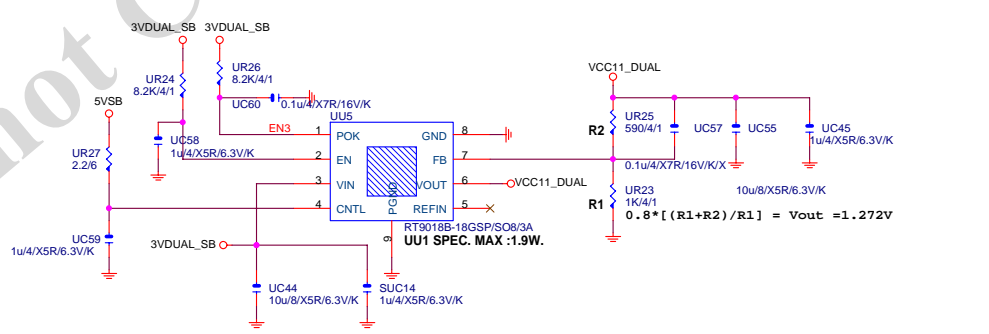 not C
3VDUAL_SB 3VDUAL_SB
VCC11_DUAL
UR24
8.2K/4/1
UR26
8.2K/4/1
5VSB
UC60
0.1u/4/X7R/16V/K
UU5
EN3
1 POK
GND 8
2 EN
FB 7
3 VIN
VOUT 6
4 CNTL
REFIN 5
PGND
9
UC58
1u/4/X5R/6.3V/K
UR27
2.2/6
R2
UR25
590/4/1
UC57
UC55
UC45
1u/4/X5R/6.3V/K
0.1u/4/X7R/16V/K/X
VCC11_DUAL
10u/8/X5R/6.3V/K
R1
UR23
1K/4/1
0.8*[(R1+R2)/R1] = Vout =1.272V
RT9018B-18GSP/SO8/3A
UU1 SPEC. MAX :1.9W.
UC59
1u/4/X5R/6.3V/K
3VDUAL_SB
UC44
10u/8/X5R/6.3V/K
SUC14
1u/4/X5R/6.3V/K